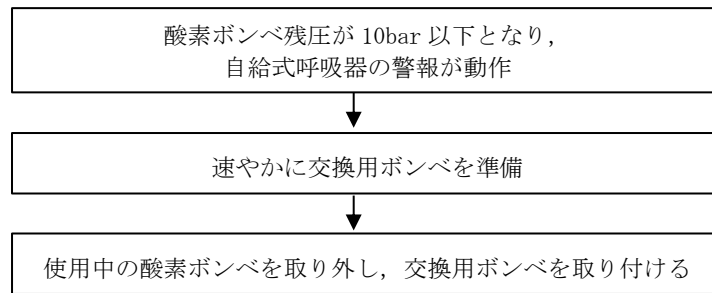 酸素ボンベ残圧が 10bar 以下となり，
自給式呼吸器の警報が動作
速やかに交換用ボンベを準備
使用中の酸素ボンベを取り外し，交換用ボンベを取り付ける